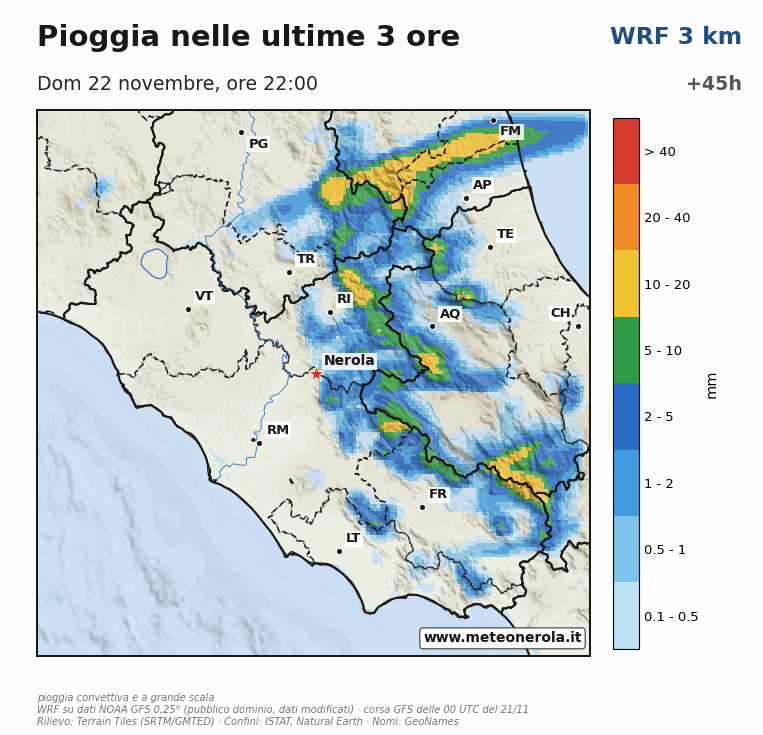 Pioggia nelle ultime 3 ore
WRF 3 km
Dom 22 novembre, ore 22:00
+45h
FM
PG
AP
TE
TR
RI
VT
AQ
CH
Nerola
RM
FR
LT
www.meteonerola.it
> 40
20 - 40
10 - 20
5 - 10
2 - 5
1 - 2
0.5 - 1
0.1 - 0.5
mm
pioggia convettiva e a grande scala
WRF su dati NOAA GFS 0,25° (pubblico dominio, dati modificati) · corsa GFS delle 00 UTC del 21/11
Rilievo: Terrain Tiles (SRTM/GMTED) · Confini: ISTAT, Natural Earth · Nomi: GeoNames